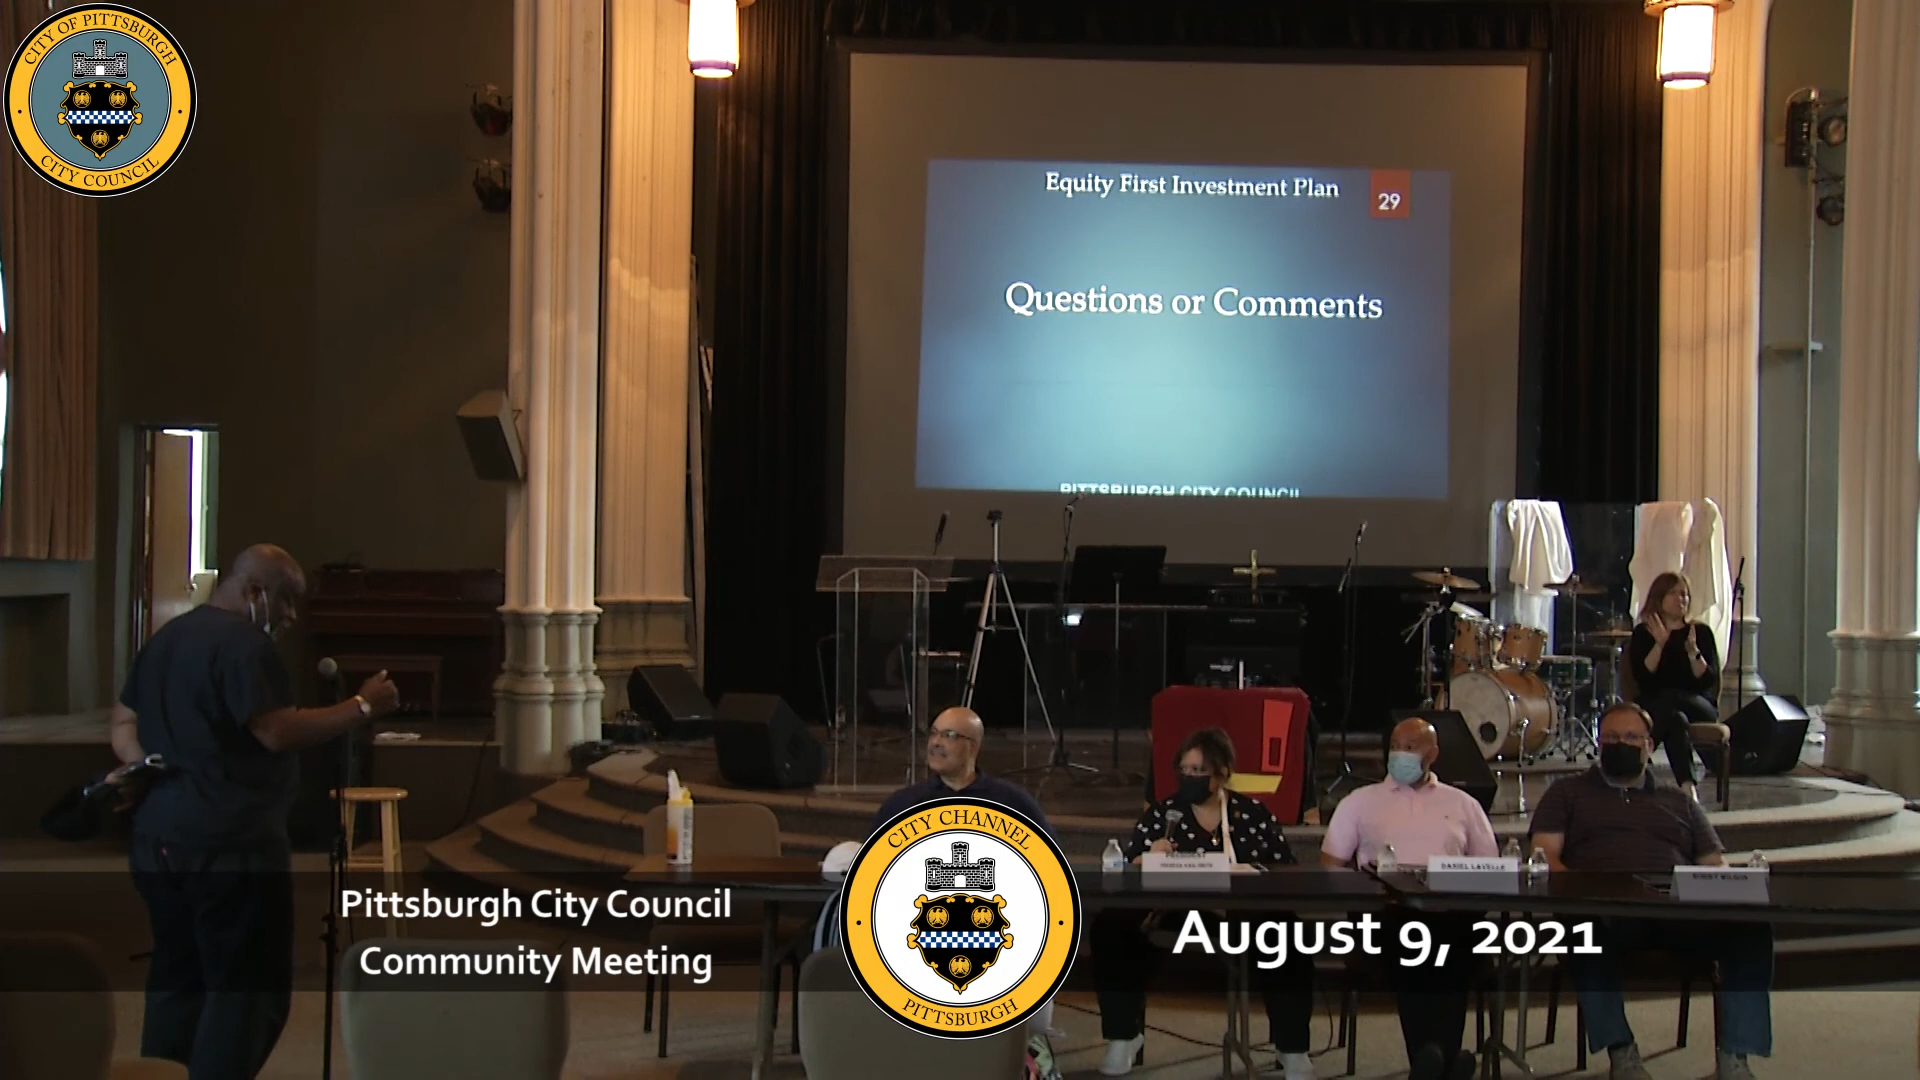 CITY OF PITTSBURGH
CITY COUNCIL
Equity First Investment Plan
29
Questions or Comments
PITTSBURGH CITY COUNCIL
PRESIDENT
DANIEL LAVELLE
Pittsburgh City Council
Community Meeting
CITY CHANNEL
PITTSBURGH
August 9, 2021